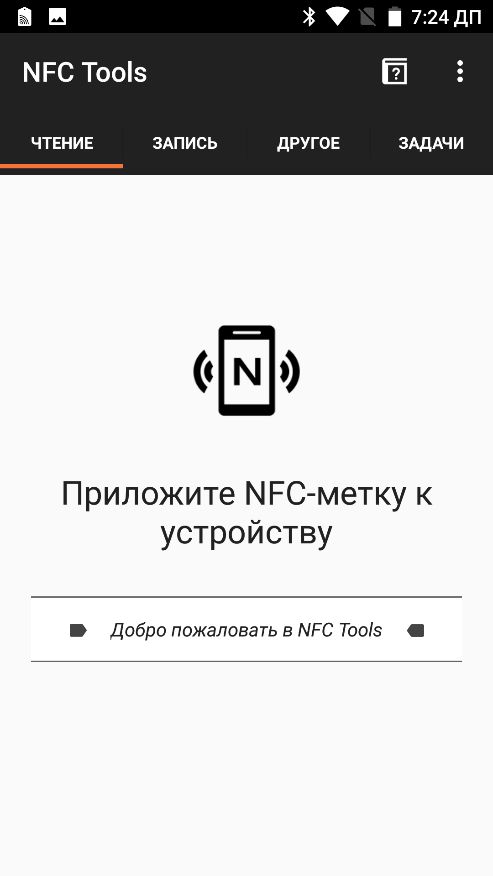 7:24 ДП
NFC Tools
?
ЧТЕНИЕ ЗАПИСЬ ДРУГОЕ ЗАДАЧИ
N
Приложите NFC-метку к
устройству
Добро пожаловать в NFC Tools